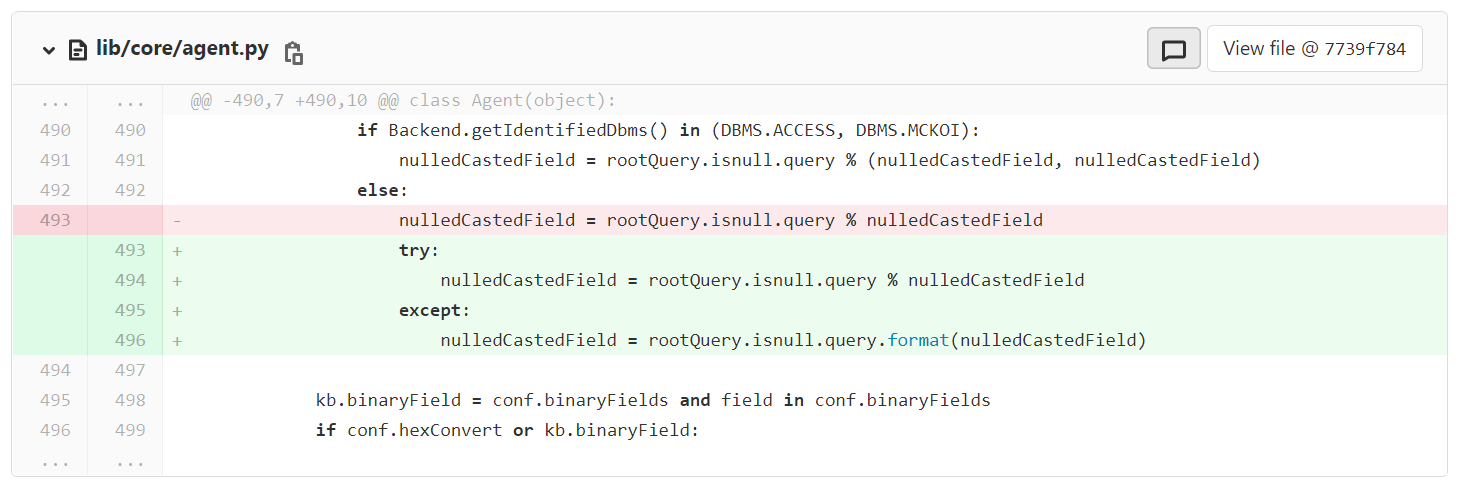 lib/core/agent.py View file @ 7739f784
... ... @@ -490,7 +490,10 @@ class Agent(object):
490 490 if Backend.getIdentifiedDbms() in (DBMS.ACCESS, DBMS.MCKOI):
491 491 nulledCastedField = rootQuery.isnull.query % (nulledCastedField, nulledCastedField)
492 492 else:
493 - nulledCastedField = rootQuery.isnull.query % nulledCastedField
493 + try:
494 + nulledCastedField = rootQuery.isnull.query % nulledCastedField
495 + except:
496 + nulledCastedField = rootQuery.isnull.query.format(nulledCastedField)
494 497
495 498 kb.binaryField = conf.binaryFields and field in conf.binaryFields
496 499 if conf.hexConvert or kb.binaryField:
... ...